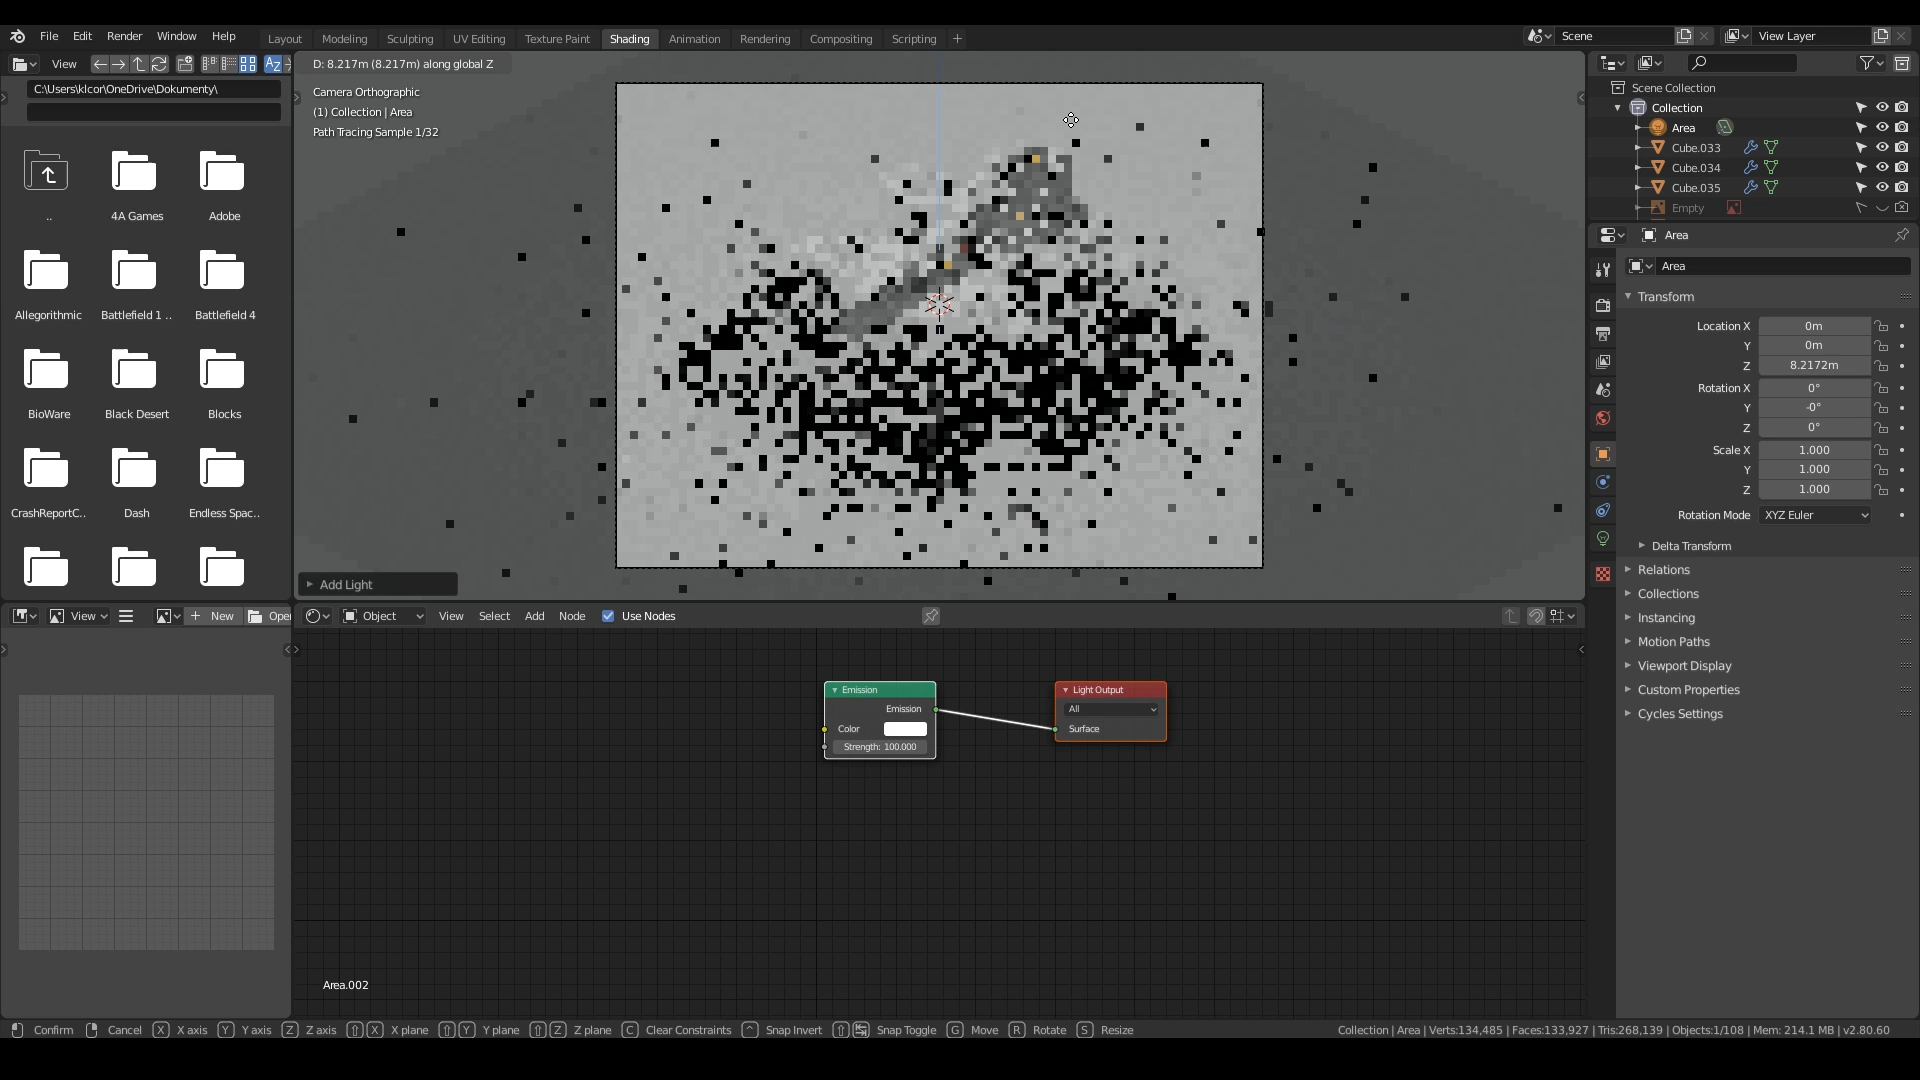 File Edit Render Window Help
Layout Modeling Sculpting UV Editing Texture Paint Shading Animation Rendering Compositing Scripting +
Scene
View Layer
View
C:\Users\klcor\OneDrive\Dokumenty\
..
4A Games
Adobe
Allegorithmic
Battlefield 1 ..
Battlefield 4
BioWare
Black Desert
Blocks
CrashReportC..
Dash
Endless Spac..
D: 8.217m (8.217m) along global Z
Camera Orthographic
(1) Collection | Area
Path Tracing Sample 1/32
Add Light
Scene Collection
Collection
Area
Cube.033
Cube.034
Cube.035
Empty
Area
Area
Transform
Location X 0m
Y 0m
Z 8.2172m
Rotation X 0°
Y -0°
Z 0°
Scale X 1.000
Y 1.000
Z 1.000
Rotation Mode XYZ Euler
Delta Transform
Relations
Collections
Instancing
Motion Paths
Viewport Display
Custom Properties
Cycles Settings
View New Open
Object View Select Add Node Use Nodes
Emission
Emission
Color
Strength: 100.000
Light Output
All
Surface
Area.002
Confirm Cancel X X axis Y Y axis Z Z axis X X plane Y Y plane Z Z plane C Clear Constraints ^ Snap Invert Snap Toggle G Move R Rotate S Resize
Collection | Area | Verts:134,485 | Faces:133,927 | Tris:268,139 | Objects:1/108 | Mem: 214.1 MB | v2.80.60